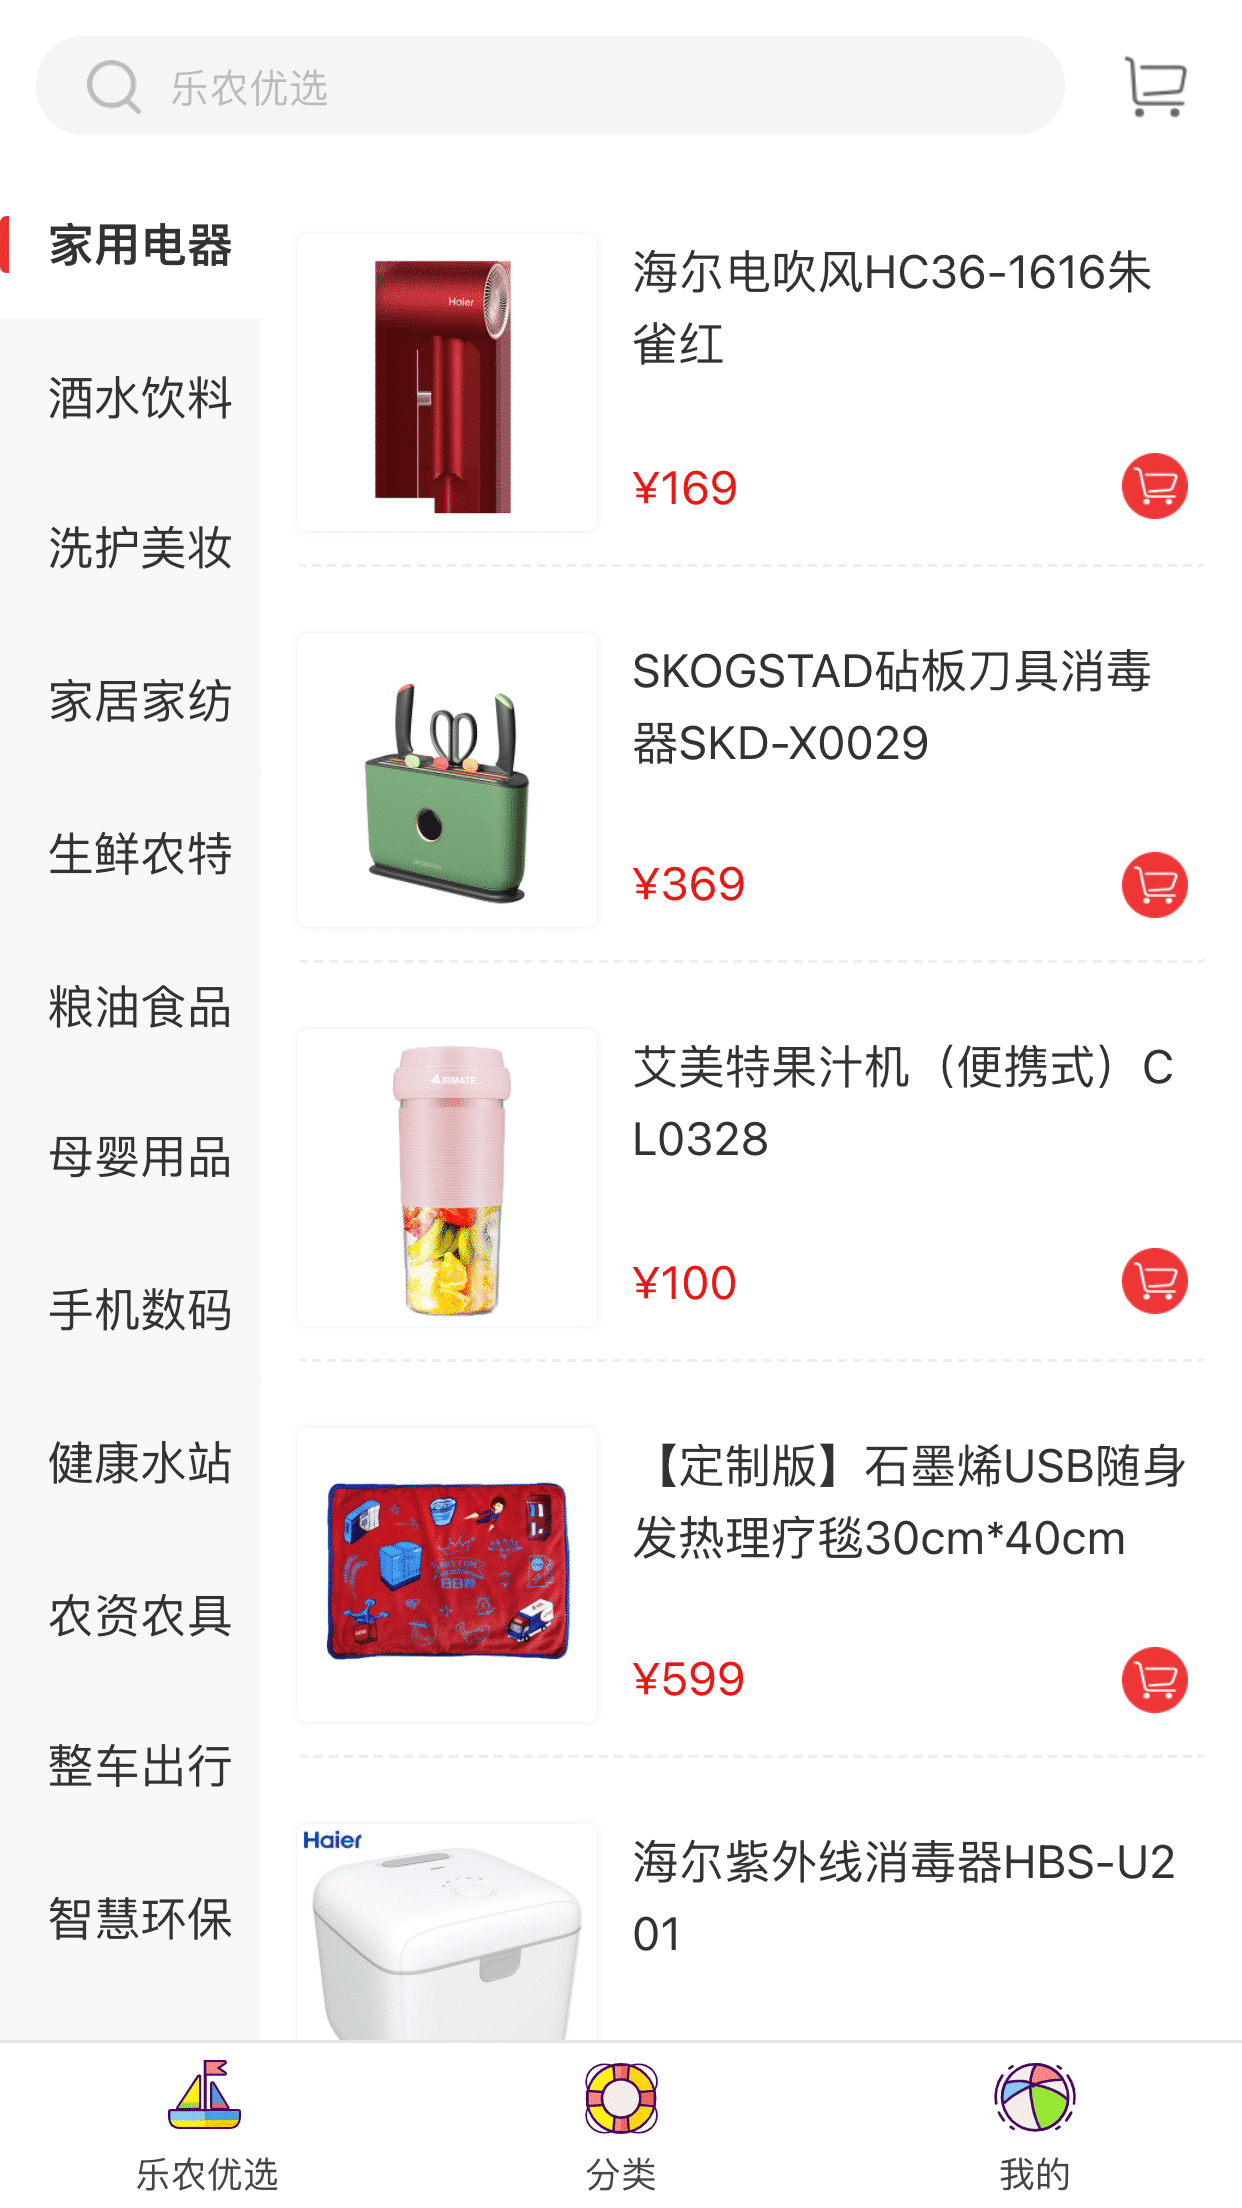 乐农优选
家用电器
酒水饮料
洗护美妆
家居家纺
生鲜农特
粮油食品
母婴用品
手机数码
健康水站
农资农具
整车出行
智慧环保
Haier
海尔电吹风HC36-1616朱
雀红
¥169
SKOGSTAD砧板刀具消毒
器SKD-X0029
¥369
AIRMATE
艾美特果汁机（便携式）C
L0328
¥100
【定制版】石墨烯USB随身
发热理疗毯30cm*40cm
¥599
Haier
海尔紫外线消毒器HBS-U2
01
乐农优选
分类
我的